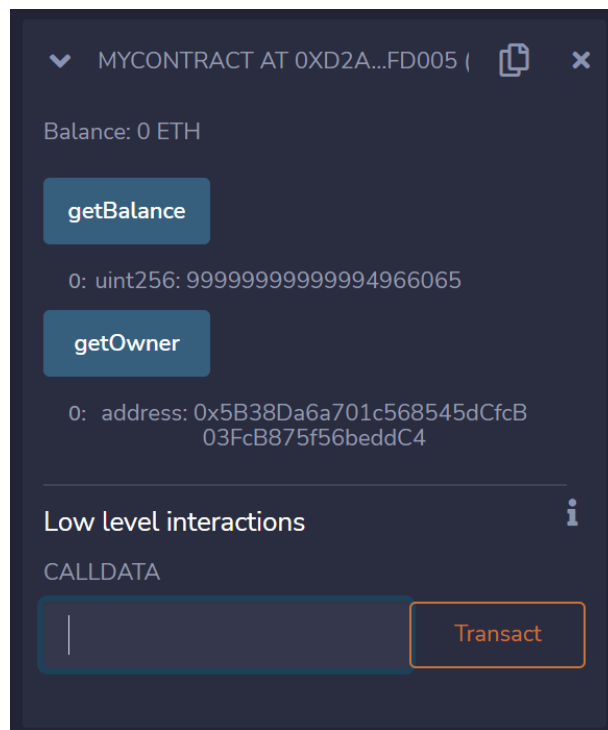 MYCONTRACT AT 0XD2A...FD005 (
Balance: 0 ETH
getBalance
0: uint256: 99999999999994966065
getOwner
0: address: 0x5B38Da6a701c568545dCfcB
03FcB875f56beddC4
Low level interactions
CALLDATA
Transact